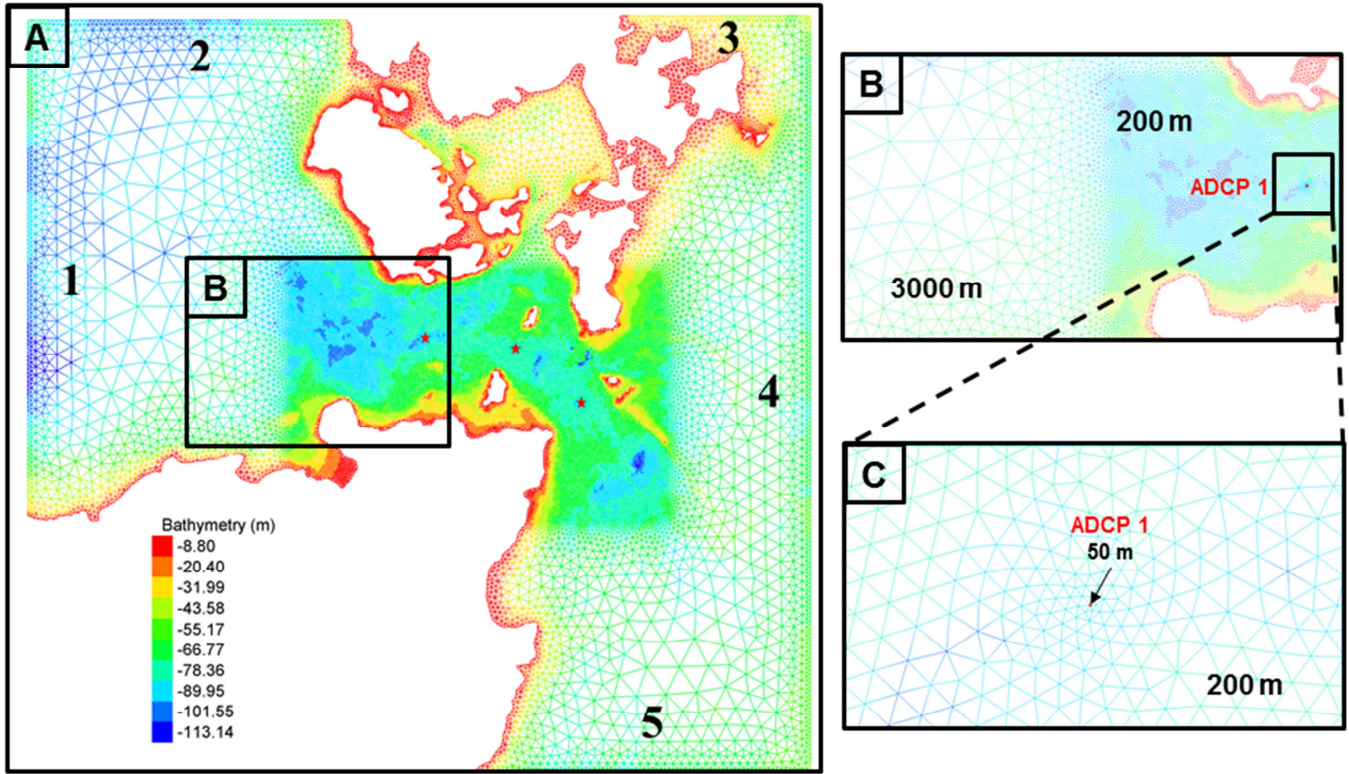 A
2
3
1
B
4
5
Bathymetry (m)
-8.80
-20.40
-31.99
-43.58
-55.17
-66.77
-78.36
-89.95
-101.55
-113.14
B
200 m
ADCP 1
3000 m
C
ADCP 1
50 m
200 m